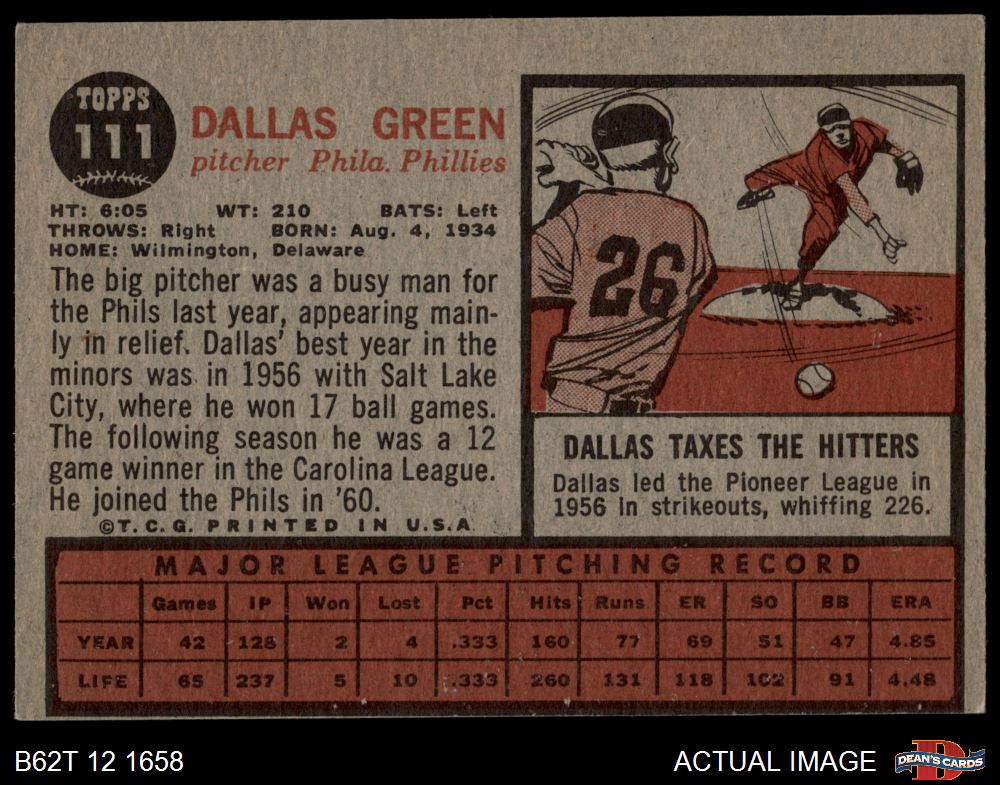 TOPPS
111
DALLAS GREEN
pitcher Phila. Phillies
HT: 6:05 WT: 210 BATS: Left
THROWS: Right BORN: Aug. 4, 1934
HOME: Wilmington, Delaware
The big pitcher was a busy man for
the Phils last year, appearing main-
ly in relief. Dallas' best year in the
minors was in 1956 with Salt Lake
City, where he won 17 ball games.
The following season he was a 12
game winner in the Carolina League.
He joined the Phils in '60.
©T.C.G. PRINTED IN U.S.A.
26
DALLAS TAXES THE HITTERS
Dallas led the Pioneer League in
1956 in strikeouts, whiffing 226.
MAJOR LEAGUE PITCHING RECORD
Games IP Won Lost Pct Hits Runs ER SO BB ERA
YEAR 42 128 2 4 .333 160 77 69 51 47 4.85
LIFE 65 237 5 10 .333 260 131 118 102 91 4.48
B62T 12 1658
ACTUAL IMAGE
D
DEAN'S CARDS